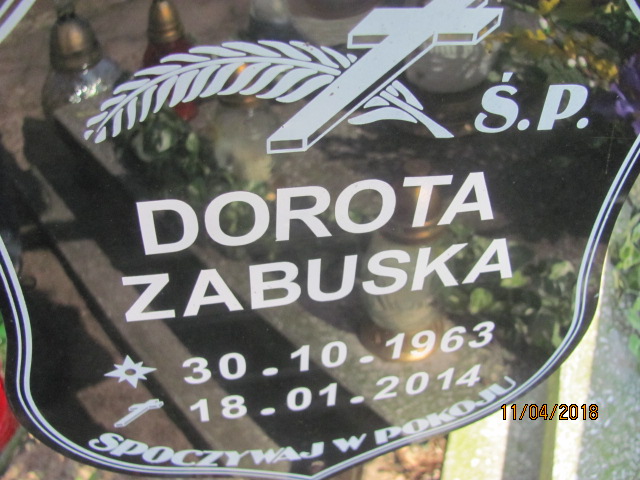 Ś.P.
DOROTA
ZABUSKA
30-10-1963
18-01-2014
SPOCZYWAJ W POKOJU
11/04/2018